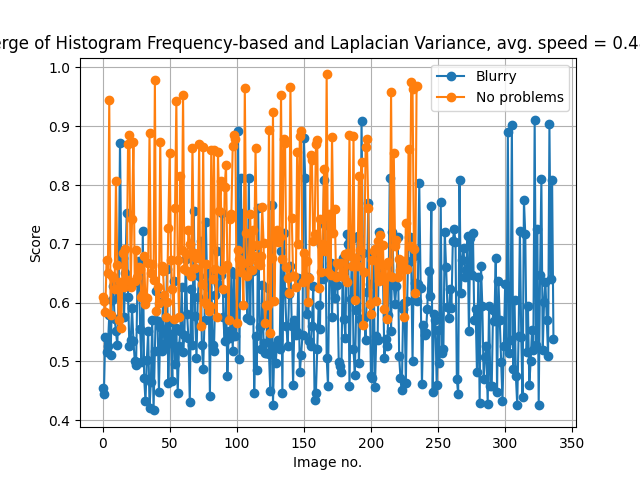 of Histogram Frequency-based and Laplacian Variance, avg. speed = 0.4
Blurry
No problems
1.0
0.9
0.8
0.7
0.6
0.5
0.4
Score
0 50 100 150 200 250 300 350
Image no.